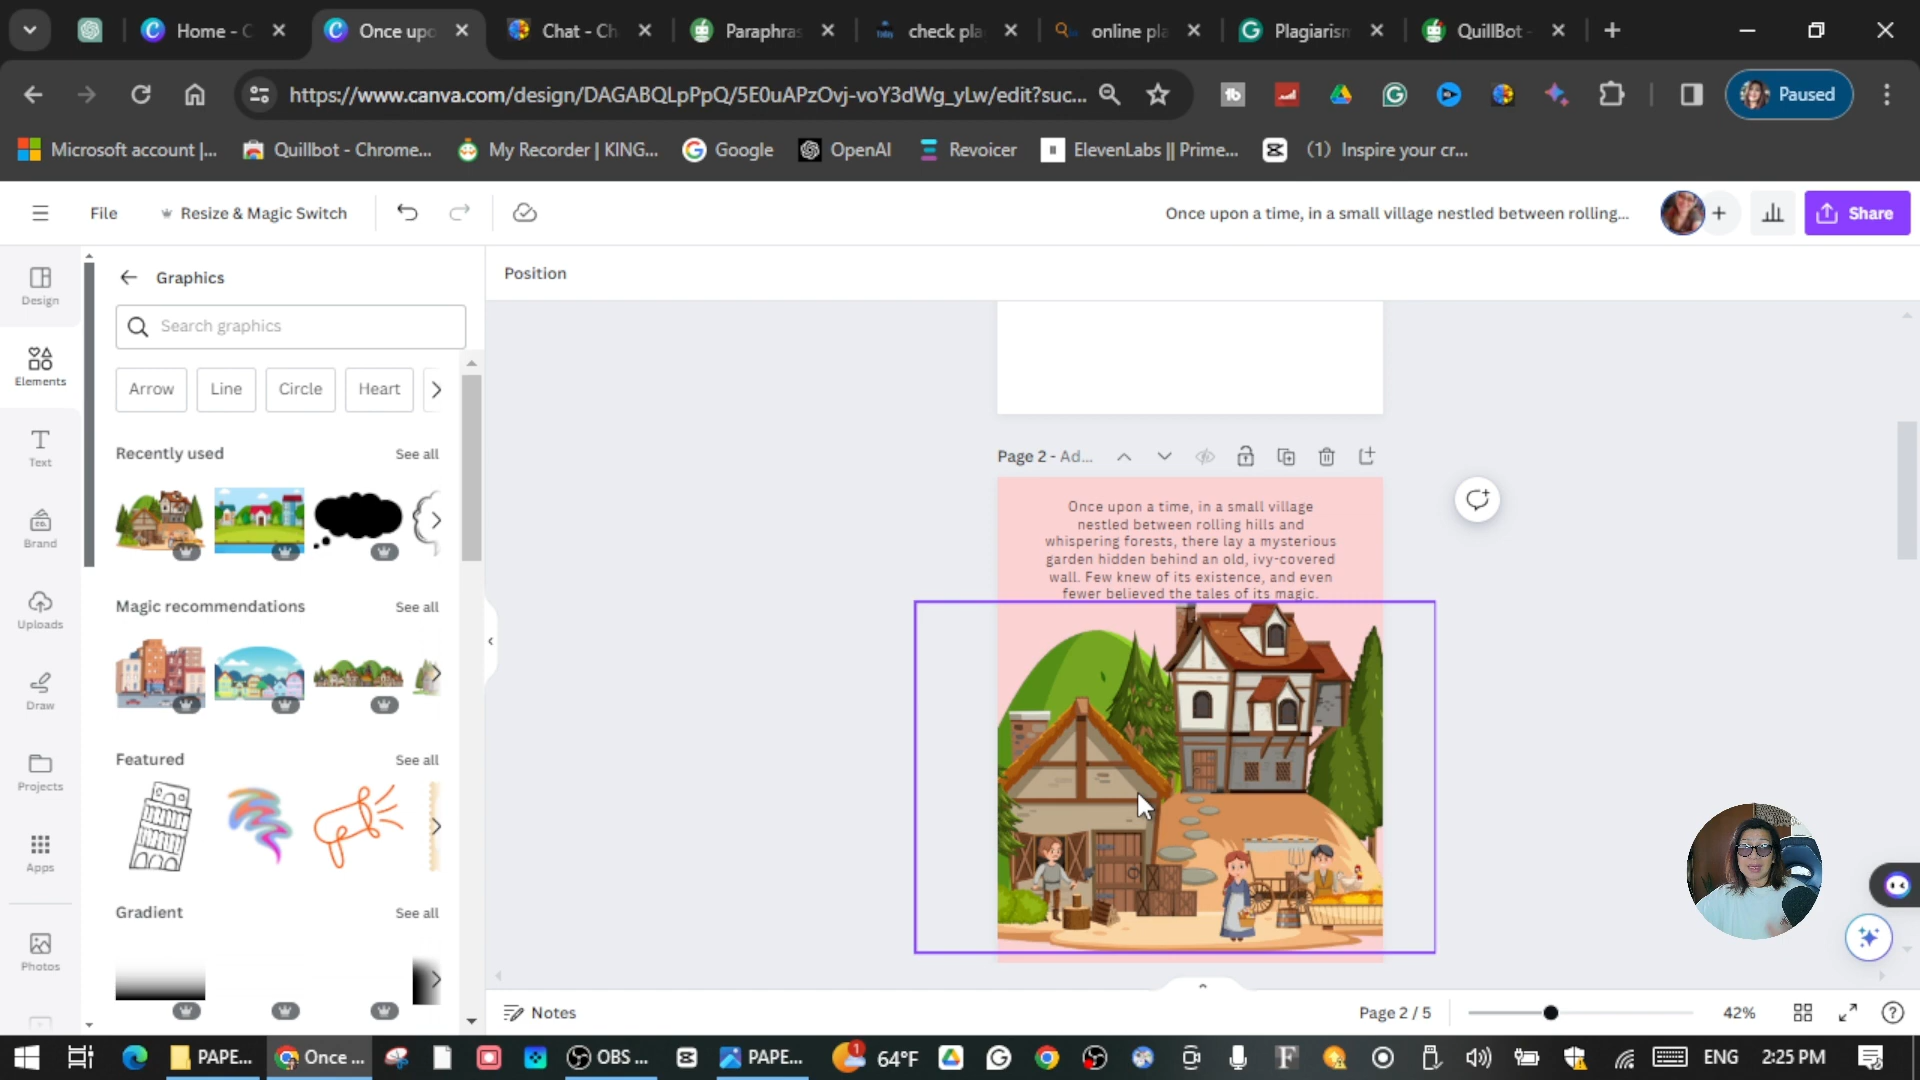 Home - C
Once upo
Chat - Ch
Paraphras
check pla
online pla
Plagiarism
QuillBot -
https://www.canva.com/design/DAGABQLpPpQ/5E0uAPzOvj-voY3dWg_yLw/edit?suc...
Paused
Microsoft account |...
Quillbot - Chrome...
My Recorder | KING...
Google
OpenAI
Revoicer
ElevenLabs || Prime...
(1) Inspire your cr...
File
Resize & Magic Switch
Once upon a time, in a small village nestled between rolling...
Share
Design
Elements
Text
Brand
Uploads
Draw
Projects
Apps
Photos
Graphics
Search graphics
Arrow
Line
Circle
Heart
Recently used
See all
Magic recommendations
See all
Featured
See all
Gradient
See all
Position
Page 2 - Ad...
Once upon a time, in a small village
nestled between rolling hills and
whispering forests, there lay a mysterious
garden hidden behind an old, ivy-covered
wall. Few knew of its existence, and even
fewer believed the tales of its magic.
Notes
Page 2 / 5
42%
PAPE...
Once ...
OBS ...
PAPE...
1
64°F
ENG
2:25 PM